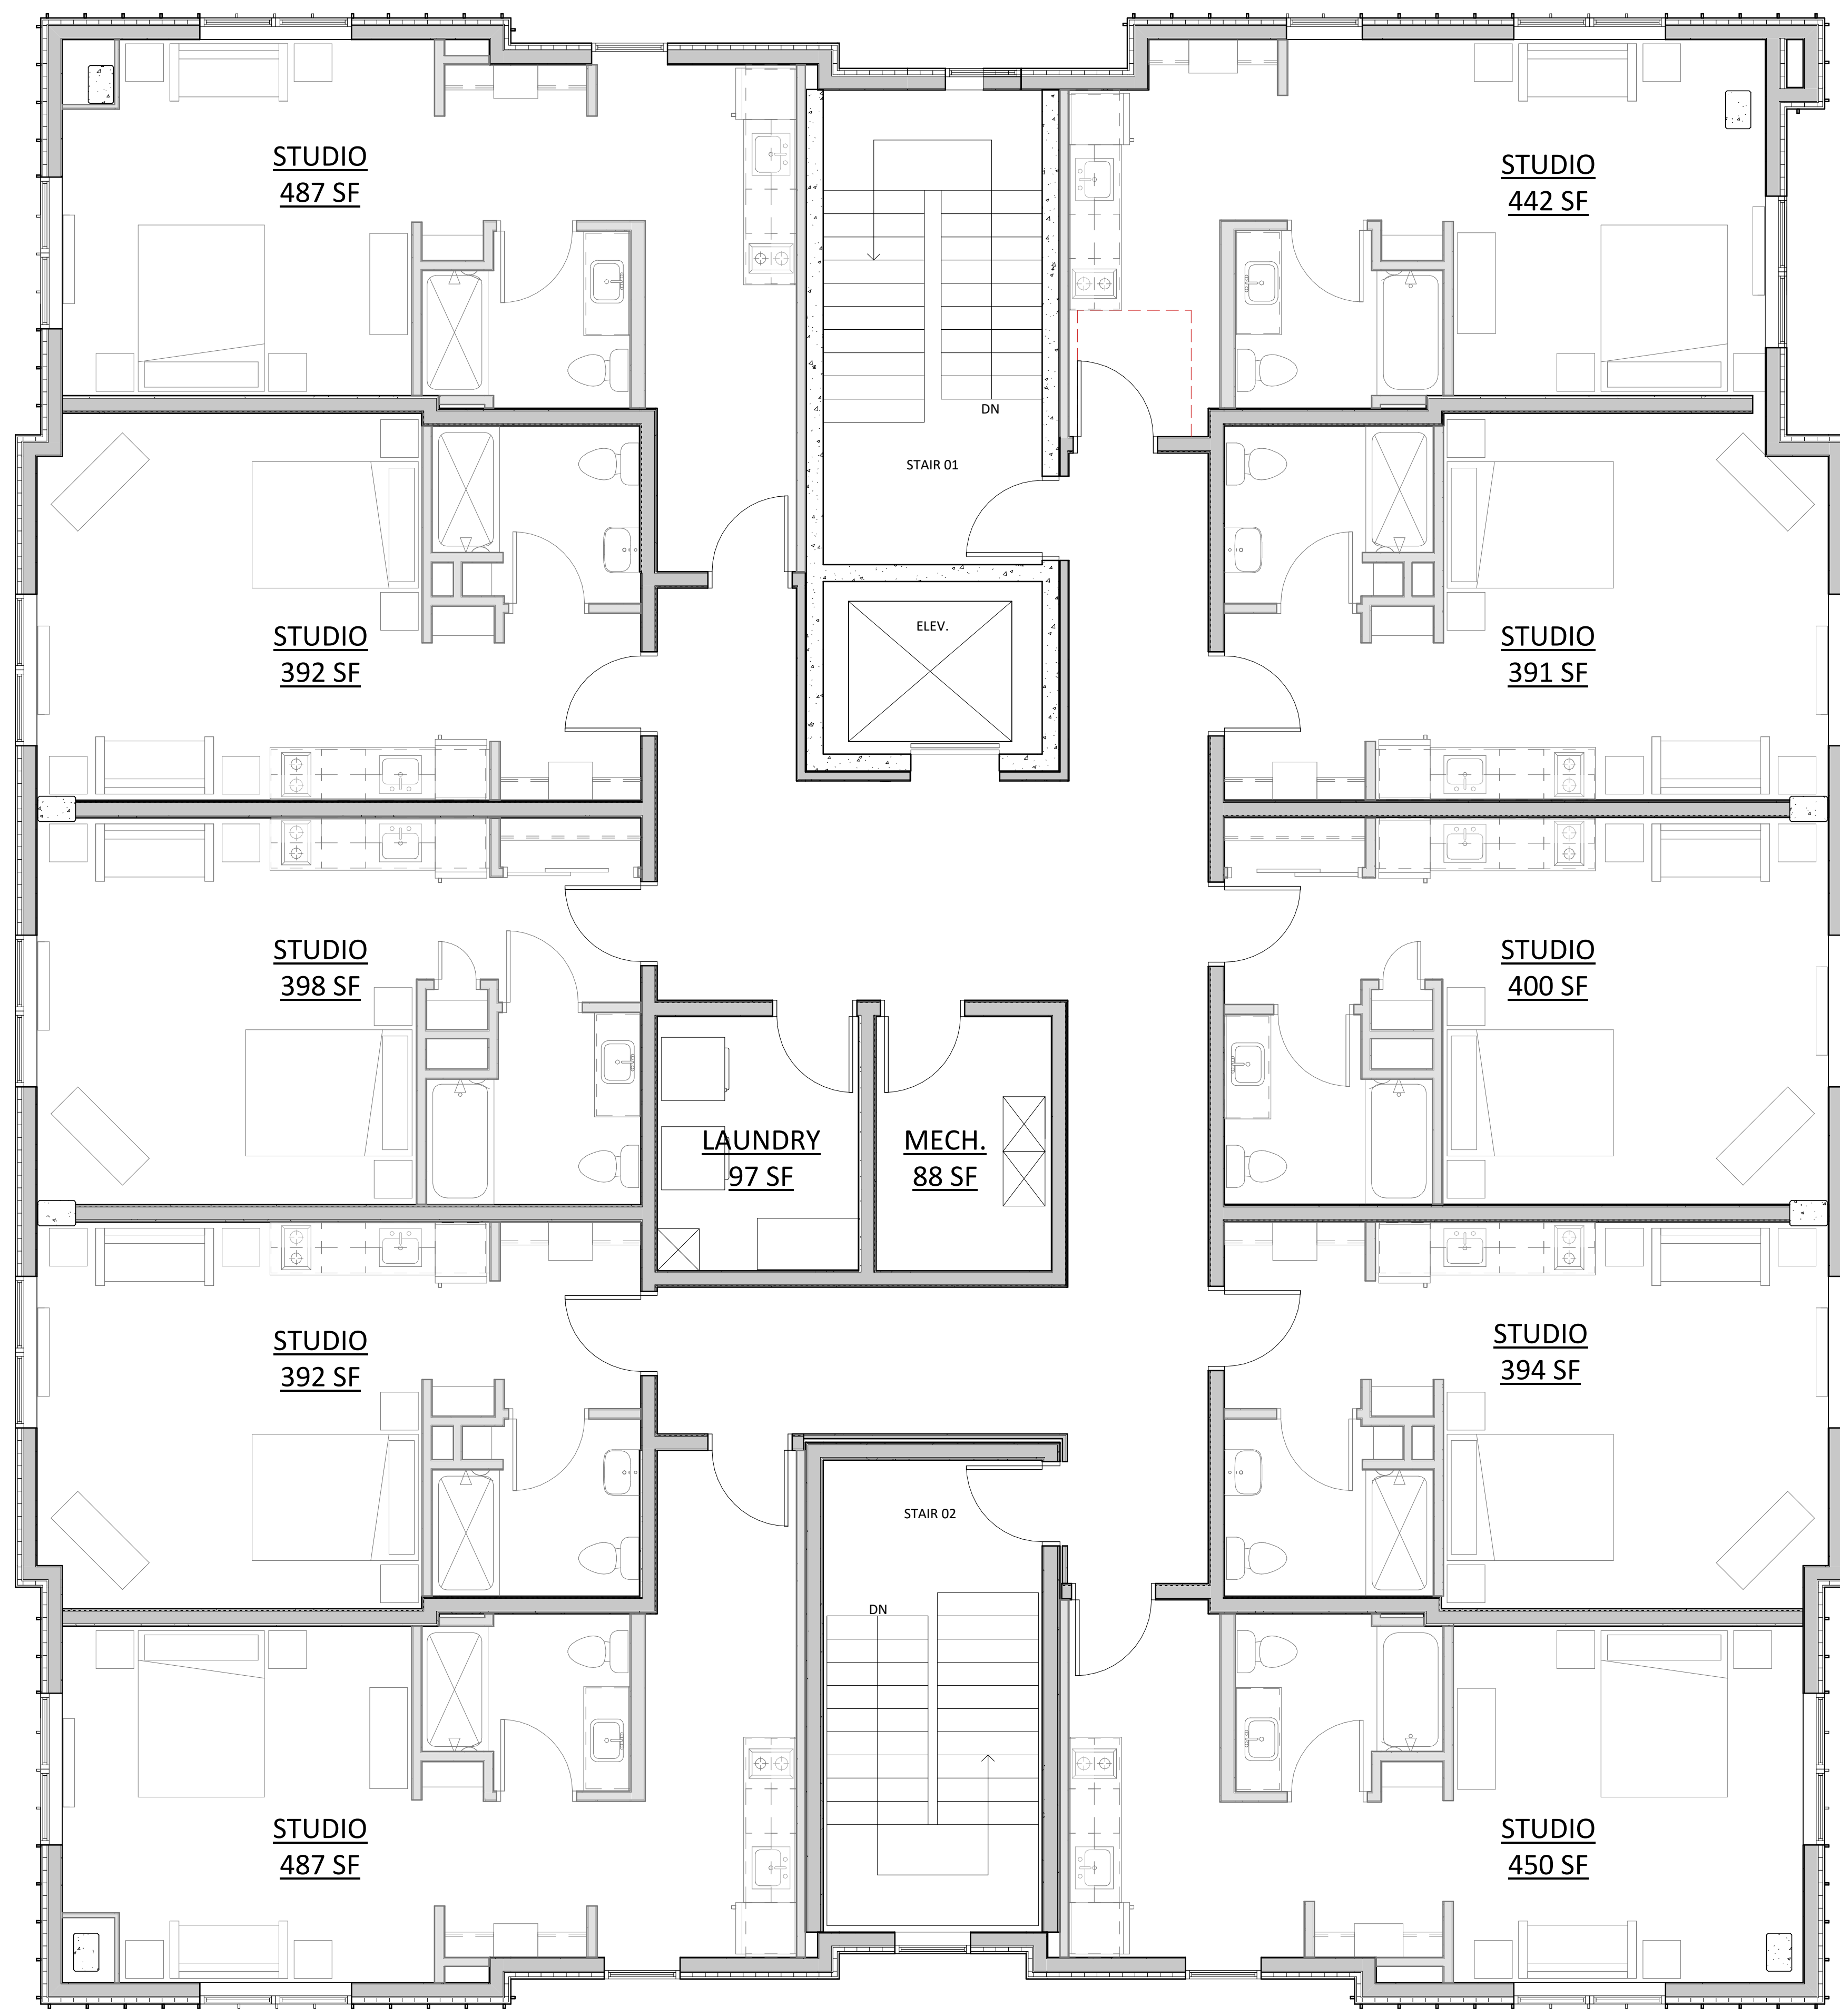 STUDIO
487 SF
STUDIO
442 SF
DN
STAIR 01
ELEV.
STUDIO
392 SF
STUDIO
391 SF
STUDIO
398 SF
STUDIO
400 SF
LAUNDRY
97 SF
MECH.
88 SF
STUDIO
392 SF
STUDIO
394 SF
STAIR 02
DN
STUDIO
487 SF
STUDIO
450 SF